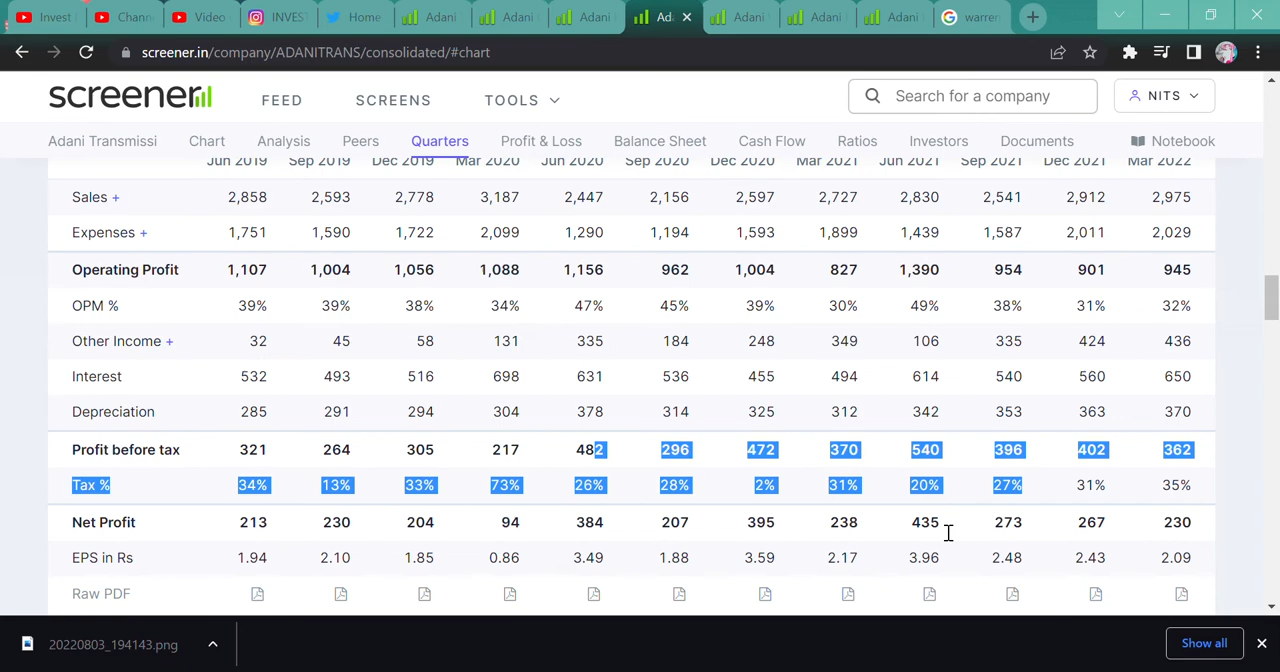 Invest
Chann
Video
INVEST
Home
Adani
Adani
Adani
Ad
Adani
Adani
Adani
warren
screener.in/company/ADANITRANS/consolidated/#chart
screener
FEED
SCREENS
TOOLS
Search for a company
NITS
Adani Transmissi
Chart
Analysis
Peers
Quarters
Profit & Loss
Balance Sheet
Cash Flow
Ratios
Investors
Documents
Notebook
Jun 2019 Sep 2019 Dec 2019 Mar 2020 Jun 2020 Sep 2020 Dec 2020 Mar 2021 Jun 2021 Sep 2021 Dec 2021 Mar 2022
Sales + 2,858 2,593 2,778 3,187 2,447 2,156 2,597 2,727 2,830 2,541 2,912 2,975
Expenses + 1,751 1,590 1,722 2,099 1,290 1,194 1,593 1,899 1,439 1,587 2,011 2,029
Operating Profit 1,107 1,004 1,056 1,088 1,156 962 1,004 827 1,390 954 901 945
OPM % 39% 39% 38% 34% 47% 45% 39% 30% 49% 38% 31% 32%
Other Income + 32 45 58 131 335 184 248 349 106 335 424 436
Interest 532 493 516 698 631 536 455 494 614 540 560 650
Depreciation 285 291 294 304 378 314 325 312 342 353 363 370
Profit before tax 321 264 305 217 482 296 472 370 540 396 402 362
Tax % 34% 13% 33% 73% 26% 28% 2% 31% 20% 27% 31% 35%
Net Profit 213 230 204 94 384 207 395 238 435 273 267 230
EPS in Rs 1.94 2.10 1.85 0.86 3.49 1.88 3.59 2.17 3.96 2.48 2.43 2.09
Raw PDF
20220803_194143.png
Show all